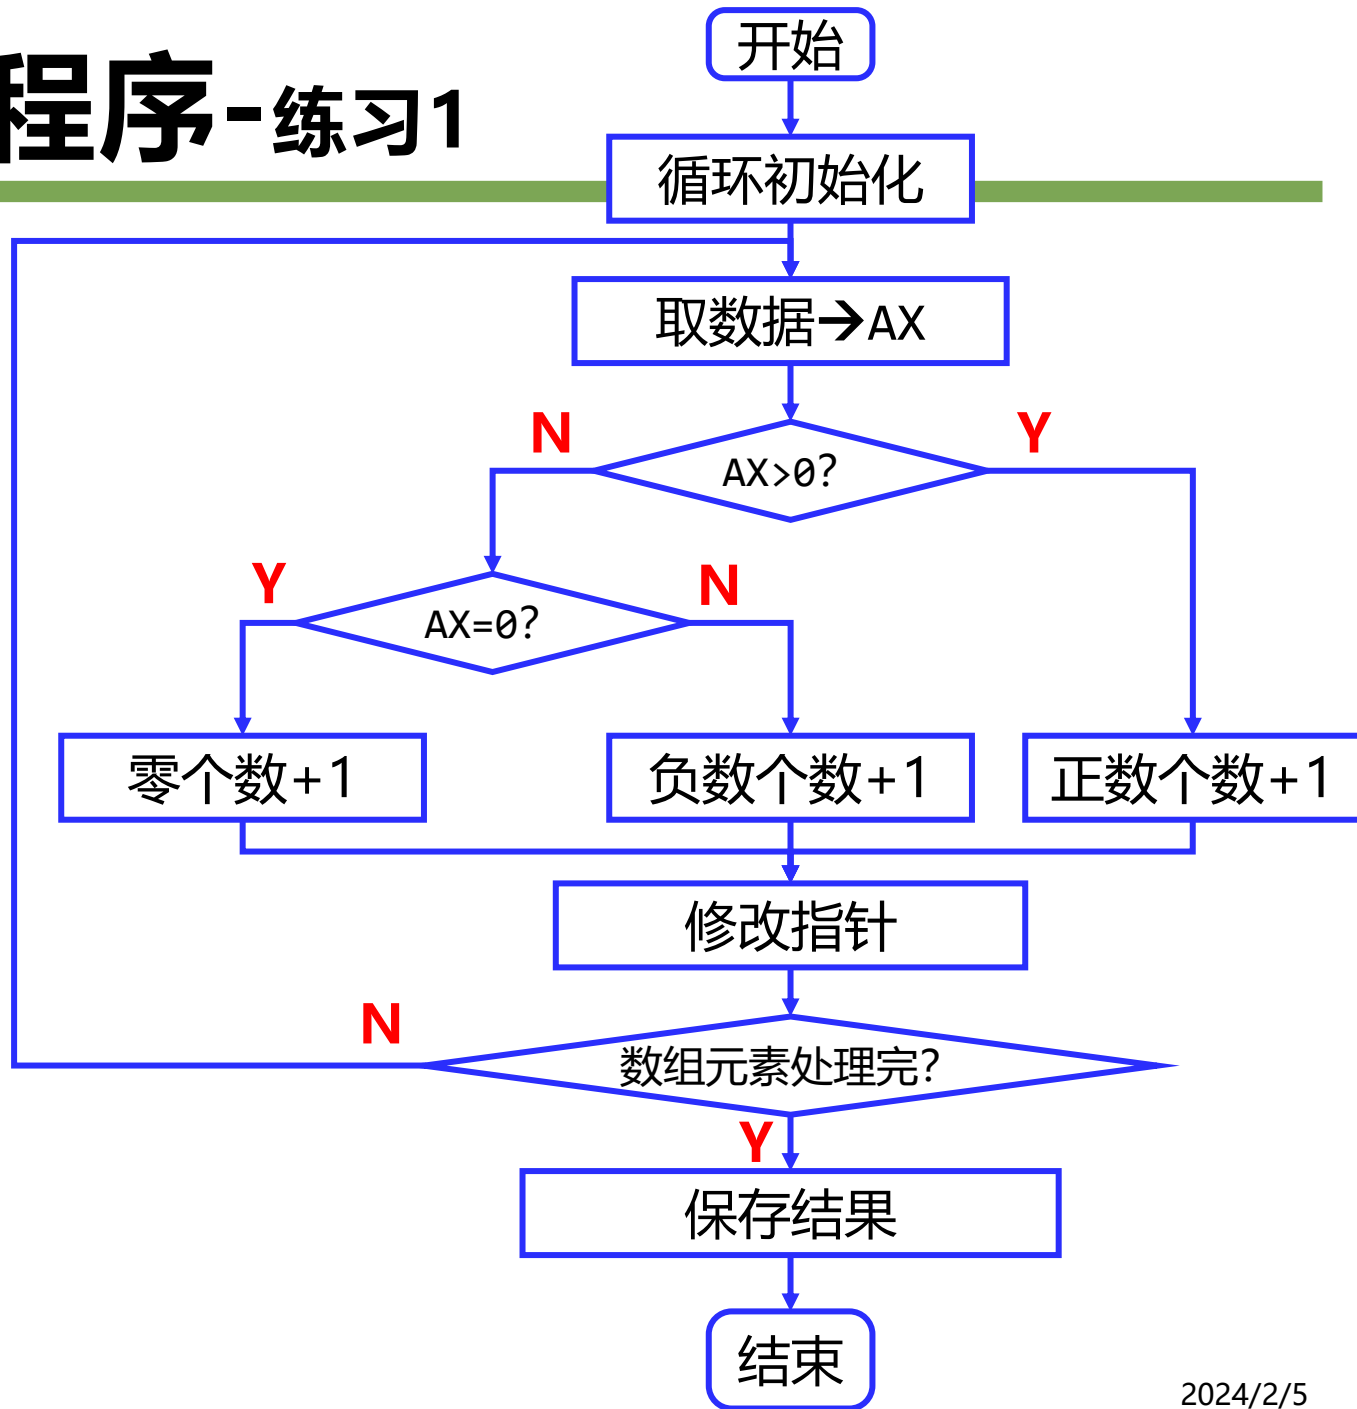 开始
程序-练习1
循环初始化
取数据→AX
N
Y
AX>0?
Y
N
AX=0?
零个数+1
负数个数+1
正数个数+1
修改指针
N
数组元素处理完?
Y
保存结果
结束
2024/2/5